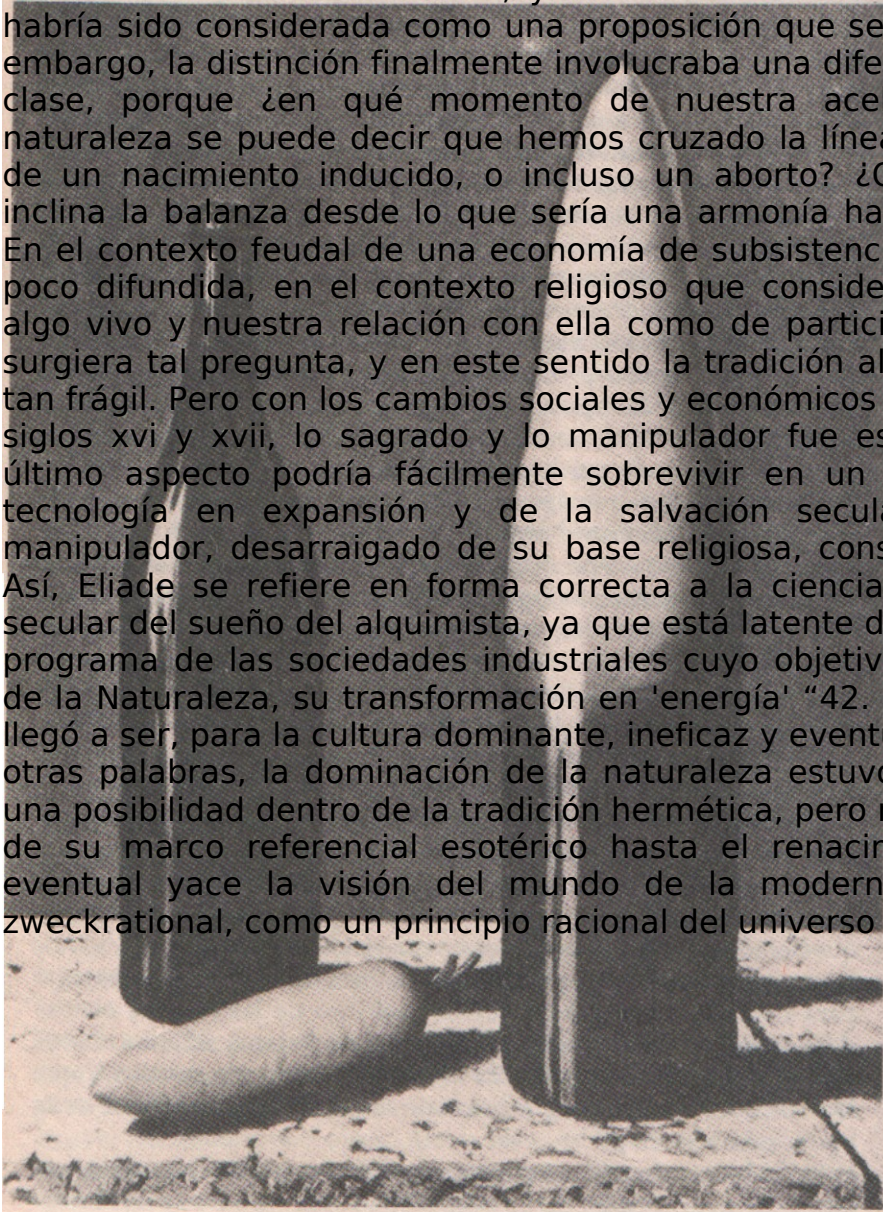 habría sido considerada como una proposición que se
embargo, la distinción finalmente involucraba una dife
clase, porque ¿en qué momento de nuestra ace
naturaleza se puede decir que hemos cruzado la línea
de un nacimiento inducido, o incluso un aborto? ¿
inclina la balanza desde lo que sería una armonía ha
En el contexto feudal de una economía de subsistenc
poco difundida, en el contexto religioso que conside
algo vivo y nuestra relación con ella como de partici
surgiera tal pregunta, y en este sentido la tradición al
tan frágil. Pero con los cambios sociales y económicos
siglos xvi y xvii, lo sagrado y lo manipulador fue es
último aspecto podría fácilmente sobrevivir en un
tecnología en expansión y de la salvación secula
manipulador, desarraigado de su base religiosa, cons
Así, Eliade se refiere en forma correcta a la ciencia
secular del sueño del alquimista, ya que está latente d
programa de las sociedades industriales cuyo objetiv
de la Naturaleza, su transformación en 'energía' “42.
llegó a ser, para la cultura dominante, ineficaz y event
otras palabras, la dominación de la naturaleza estuvo
una posibilidad dentro de la tradición hermética, pero
de su marco referencial esotérico hasta el renacir
eventual yace la visión del mundo de la modern
zweckrational, como un principio racional del universo